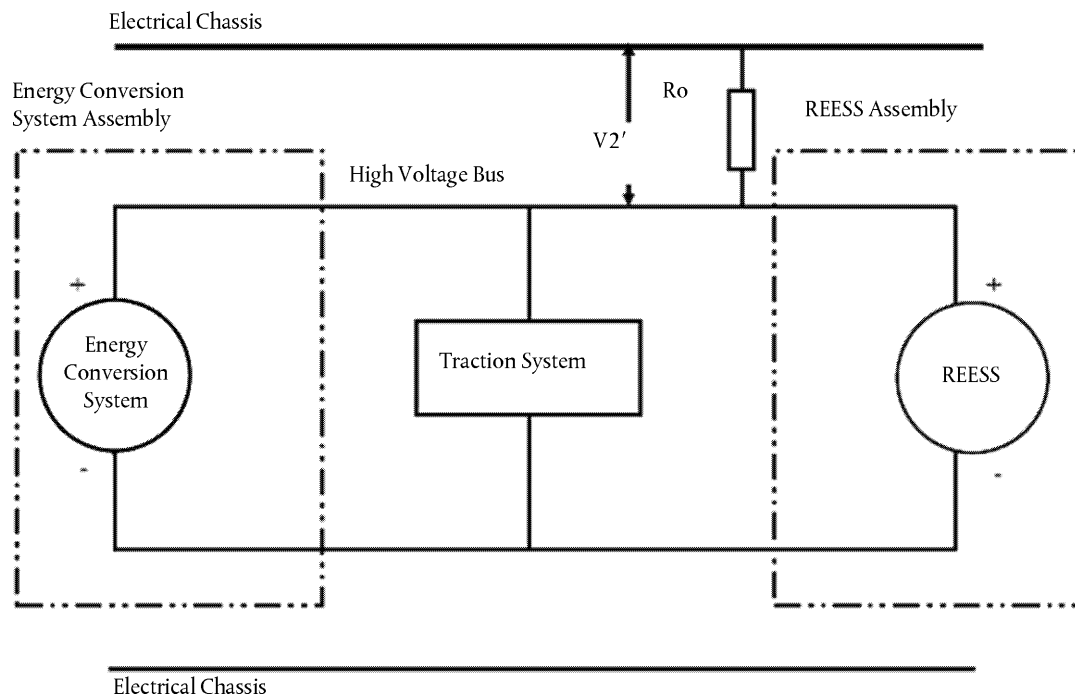 Electrical Chassis
Energy Conversion
System Assembly
Ro
REESS Assembly
V2′
High Voltage Bus
+
+
Energy
Conversion
System
Traction System
REESS
-
-
Electrical Chassis